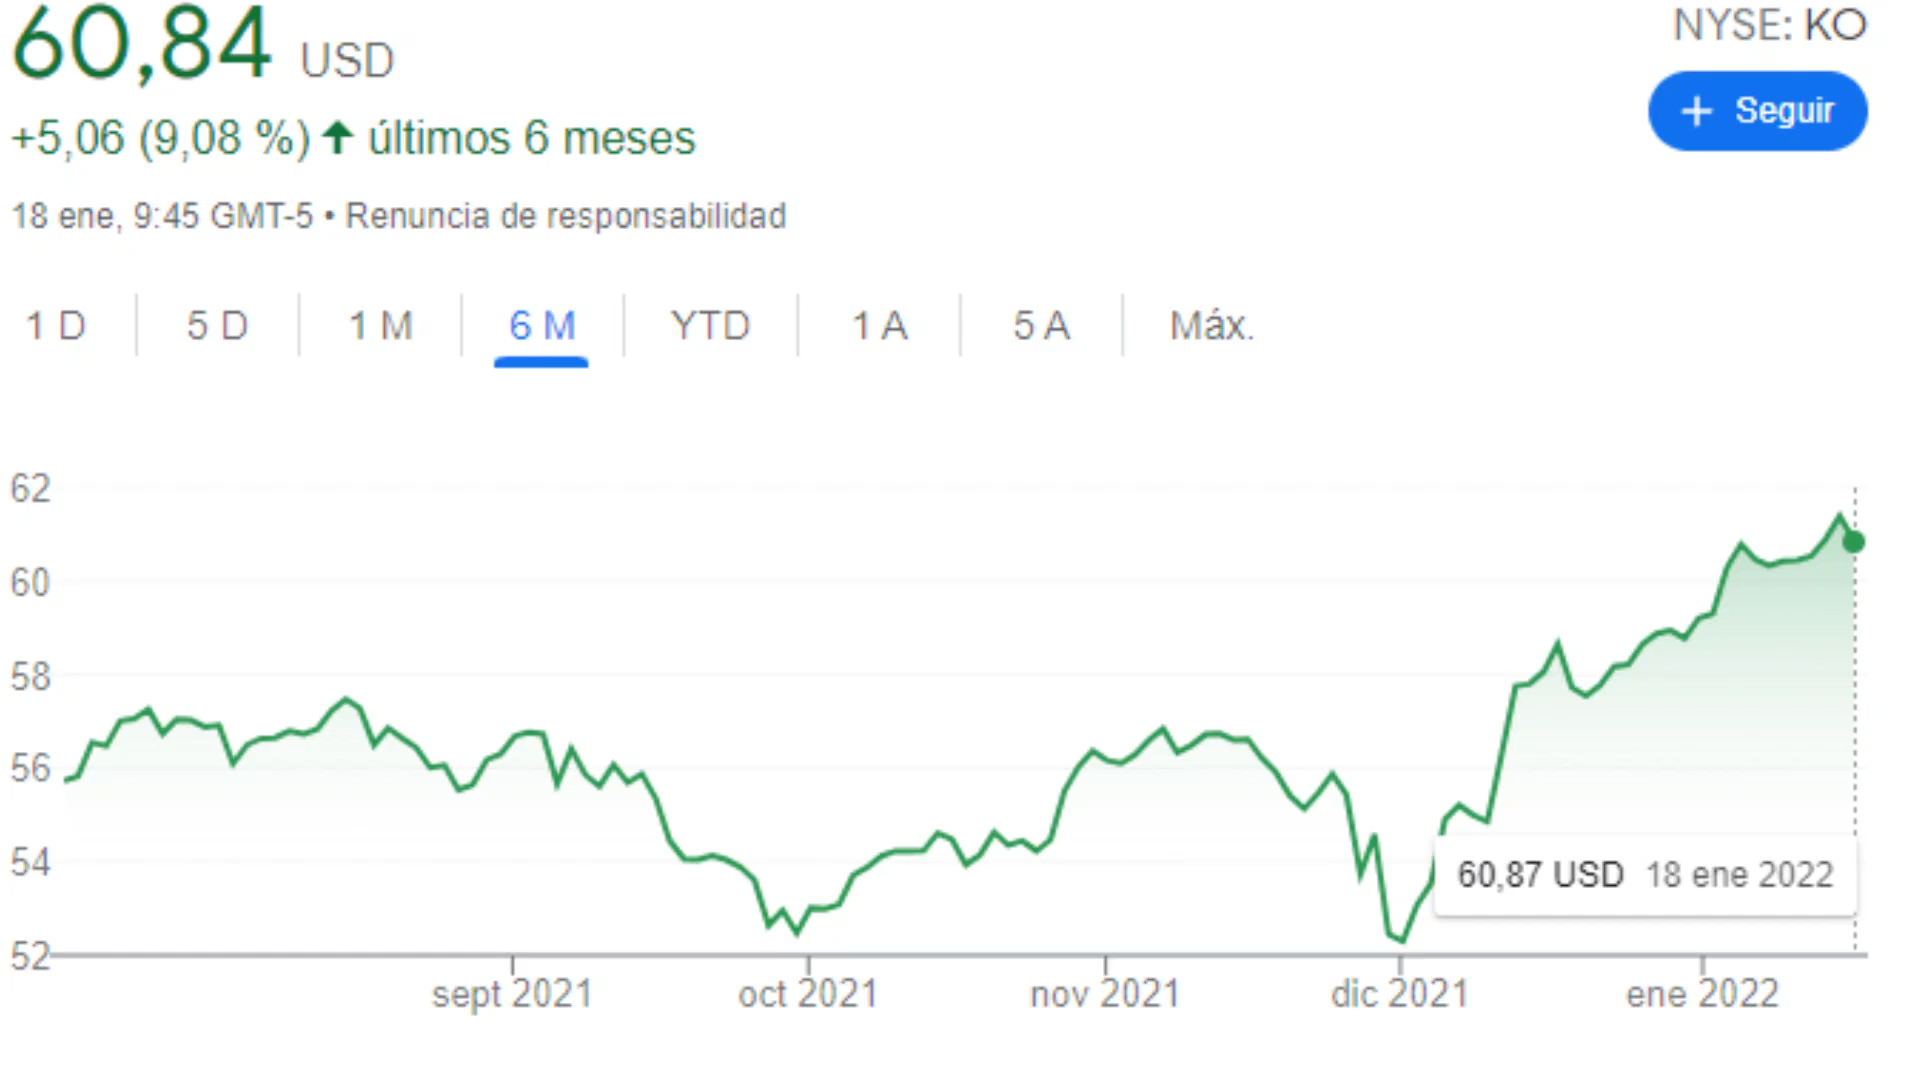 60,84 USD
NYSE: KO
+ Seguir
+5,06 (9,08 %) ↑ últimos 6 meses
18 ene, 9:45 GMT-5 • Renuncia de responsabilidad
1 D 5 D 1 M 6 M YTD 1 A 5 A Máx.
62
60
58
56
54
60,87 USD 18 ene 2022
52
sept 2021 oct 2021 nov 2021 dic 2021 ene 2022